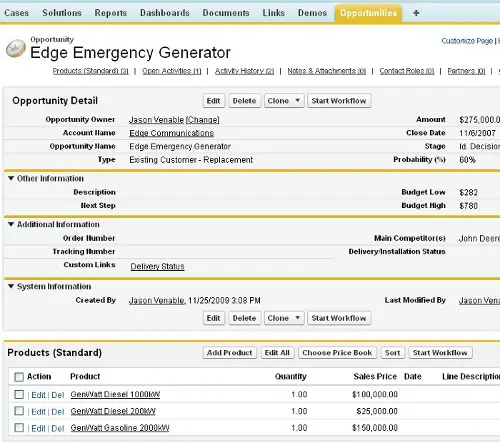 Cases Solutions Reports Dashboards Documents Links Demos Opportunities +
Opportunity
Edge Emergency Generator
Customize Page |
Products (Standard) [3] | Open Activities [1] | Activity History [2] | Notes & Attachments [0] | Contact Roles [0] | Partners [0] |
Opportunity Detail Edit Delete Clone ▼ Start Workflow
Opportunity Owner Jason Venable [Change] Amount $275,000.0
Account Name Edge Communications Close Date 11/6/2007
Opportunity Name Edge Emergency Generator Stage Id. Decision
Type Existing Customer - Replacement Probability (%) 60%
▼ Other Information
Description Budget Low $282
Next Step Budget High $780
▼ Additional Information
Order Number Main Competitor(s) John Deere
Tracking Number Delivery/Installation Status
Custom Links Delivery Status
▼ System Information
Created By Jason Venable, 11/25/2009 3:08 PM Last Modified By Jason Vena
Edit Delete Clone ▼ Start Workflow
Products (Standard) Add Product Edit All Choose Price Book Sort Start Workflow
Action Product Quantity Sales Price Date Line Description
| Edit | Del GenWatt Diesel 1000kW 1.00 $100,000.00
| Edit | Del GenWatt Diesel 200kW 1.00 $25,000.00
| Edit | Del GenWatt Gasoline 2000kW 1.00 $150,000.00